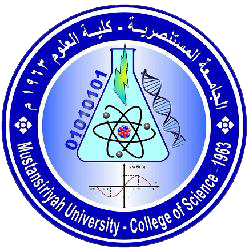 الجامعة المستنصرية - كلية العلوم ١٩٦٣ م
01010101
Mustansiriyah University - College of Science - 1963